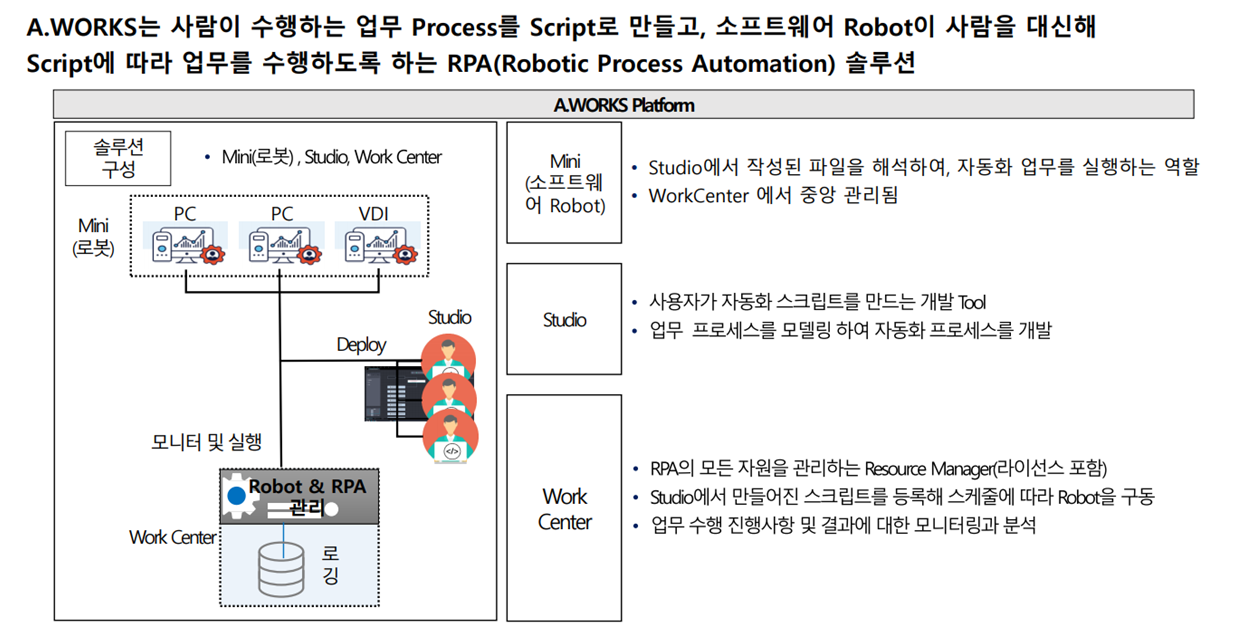 A.WORKS는 사람이 수행하는 업무 Process를 Script로 만들고, 소프트웨어 Robot이 사람을 대신해
Script에 따라 업무를 수행하도록 하는 RPA(Robotic Process Automation) 솔루션
A.WORKS Platform
솔루션
구성
• Mini(로봇) , Studio, Work Center
Mini
(로봇)
PC
PC
VDI
Studio
Deploy
모니터 및 실행
Robot & RPA
관리
Work Center
로
깅
Mini
(소프트웨
어 Robot)
• Studio에서 작성된 파일을 해석하여, 자동화 업무를 실행하는 역할
• WorkCenter 에서 중앙 관리됨
Studio
• 사용자가 자동화 스크립트를 만드는 개발 Tool
• 업무 프로세스를 모델링 하여 자동화 프로세스를 개발
Work
Center
• RPA의 모든 자원을 관리하는 Resource Manager(라이선스 포함)
• Studio에서 만들어진 스크립트를 등록해 스케줄에 따라 Robot을 구동
• 업무 수행 진행사항 및 결과에 대한 모니터링과 분석